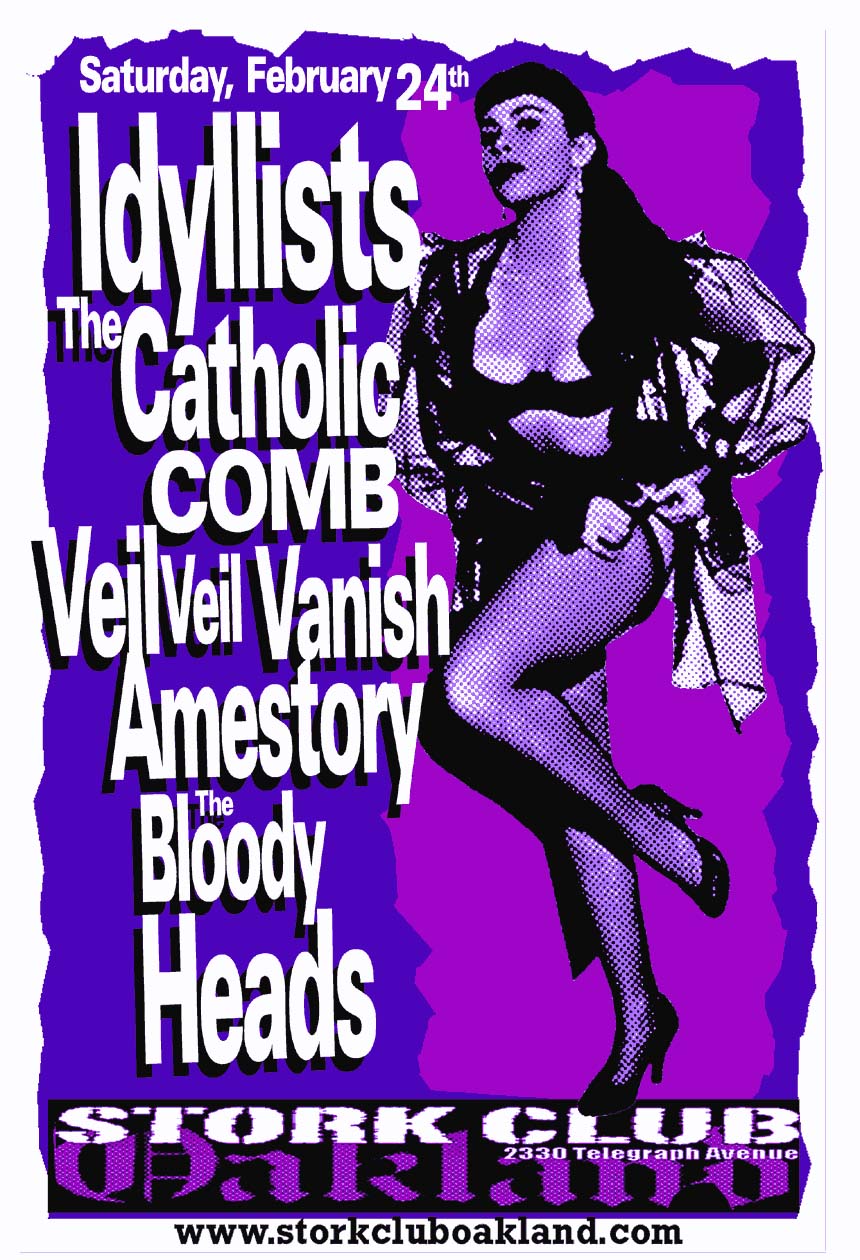 Saturday, February 24th
Idyllists
The Catholic
COMB
Veil Veil Vanish
Amestory
The Bloody
Heads
STORK CLUB
2330 Telegraph Avenue
Oakland
www.storkcluboakland.com